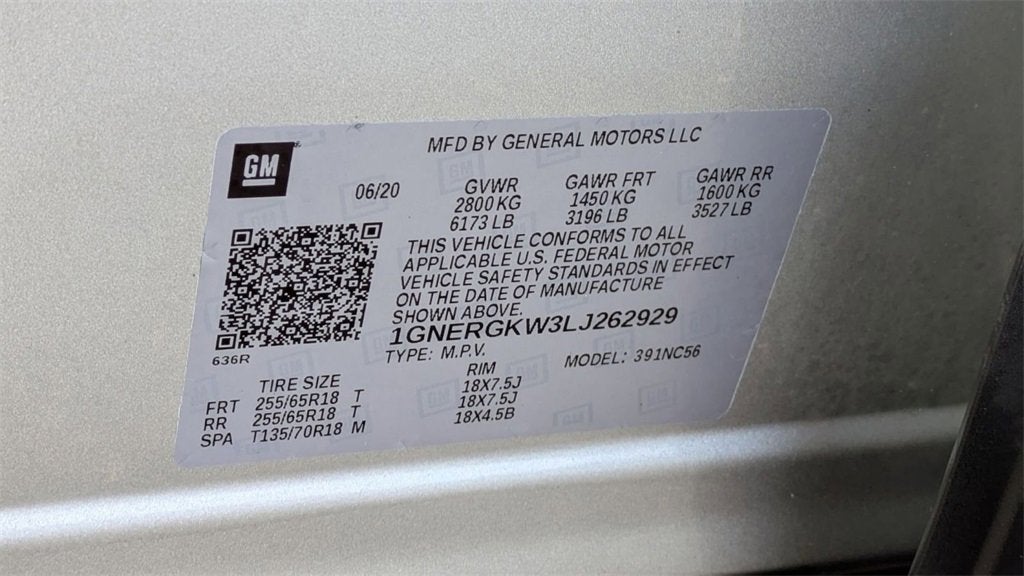 MFD BY GENERAL MOTORS LLC
GM
06/20
GVWR GAWR FRT GAWR RR
2800 KG 1450 KG 1600 KG
6173 LB 3196 LB 3527 LB
THIS VEHICLE CONFORMS TO ALL
APPLICABLE U.S. FEDERAL MOTOR
VEHICLE SAFETY STANDARDS IN EFFECT
ON THE DATE OF MANUFACTURE
SHOWN ABOVE.
1GNERGKW3LJ262929
636R
TYPE: M.P.V. MODEL: 391NC56
TIRE SIZE RIM
FRT 255/65R18 T 18X7.5J
RR 255/65R18 T 18X7.5J
SPA T135/70R18 M 18X4.5B